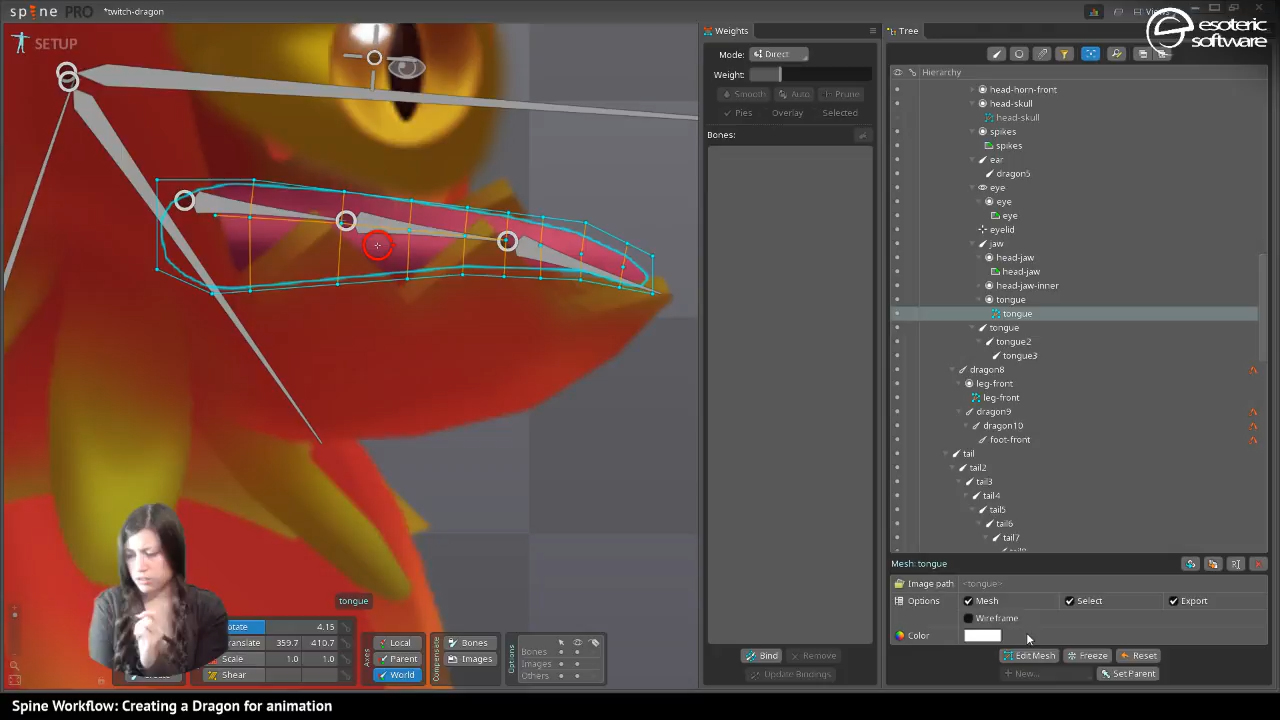 spine PRO *twitch-dragon
Views
esoteric software
SETUP
Weights
Mode: Direct
Weight:
Smooth Auto Prune
Pies Overlay Selected
Bones:
Bind Remove
Update Bindings
Tree
Hierarchy
head-horn-front
head-skull
head-skull
spikes
spikes
ear
dragon5
eye
eye
eye
eyelid
jaw
head-jaw
head-jaw
head-jaw-inner
tongue
tongue
tongue
tongue2
tongue3
dragon8
leg-front
leg-front
dragon9
dragon10
foot-front
tail
tail2
tail3
tail4
tail5
tail6
tail7
Mesh: tongue
Image path <tongue>
Options Mesh Select Export
Wireframe
Color
Edit Mesh Freeze Reset
+ New... Set Parent
tongue
4.15
359.7 410.7
Scale 1.0 1.0
Shear
Axes
Local
Parent
World
Compensate
Bones
Images
Options
Bones:
Images:
Others:
Spine Workflow: Creating a Dragon for animation